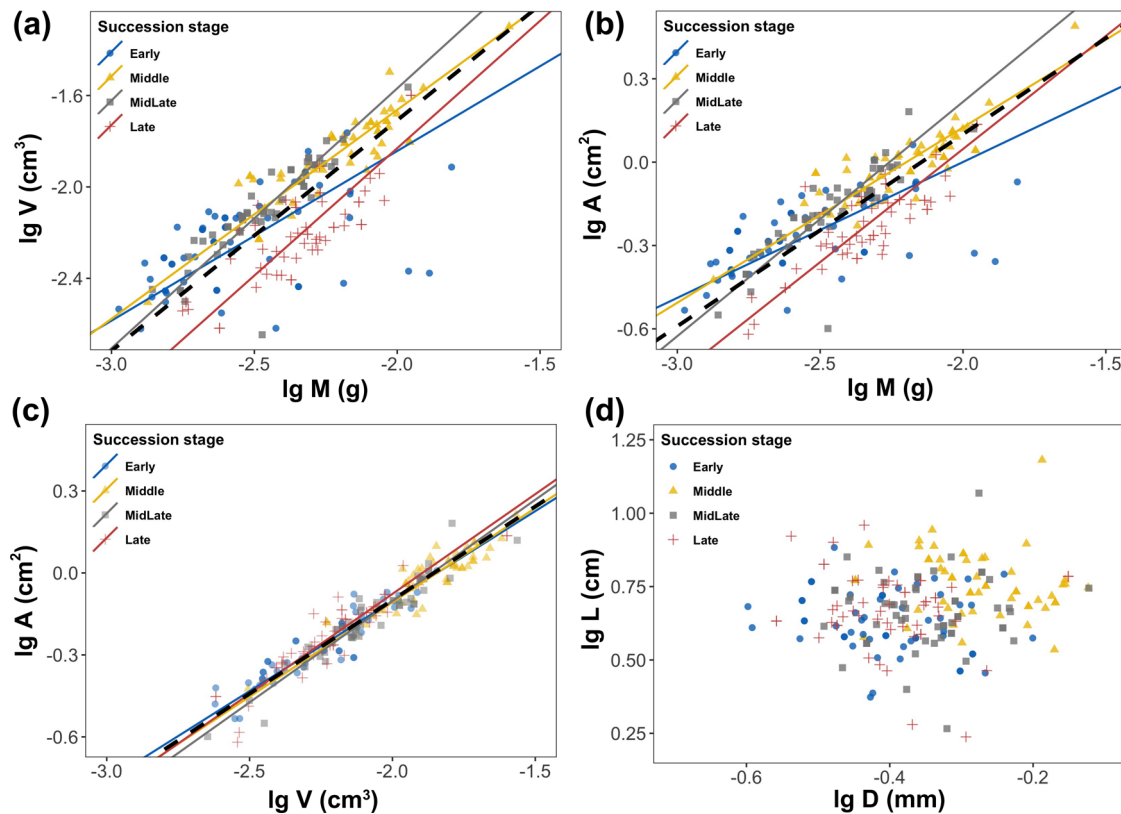 (a)
Succession stage
Early
Middle
MidLate
Late
lg V (cm³)
-1.6
-2.0
-2.4
-3.0 -2.5 -2.0 -1.5
lg M (g)
(b)
Succession stage
Early
Middle
MidLate
Late
lg A (cm²)
0.3
0.0
-0.3
-0.6
-3.0 -2.5 -2.0 -1.5
lg M (g)
(c)
Succession stage
Early
Middle
MidLate
Late
lg A (cm²)
0.3
0.0
-0.3
-0.6
-3.0 -2.5 -2.0 -1.5
lg V (cm³)
(d)
Succession stage
Early
Middle
MidLate
Late
lg L (cm)
1.25
1.00
0.75
0.50
0.25
-0.6 -0.4 -0.2
lg D (mm)